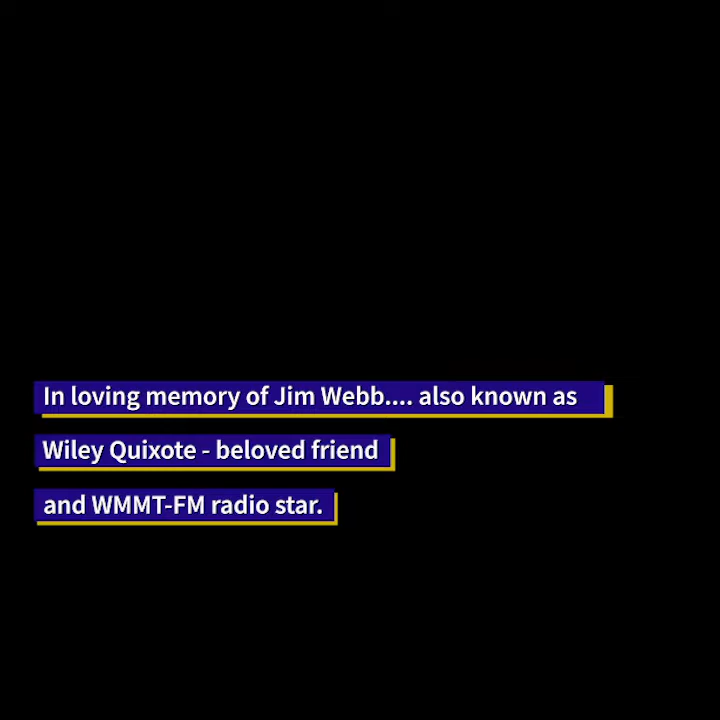 In loving memory of Jim Webb.... also known as
Wiley Quixote - beloved friend
and WMMT-FM radio star.